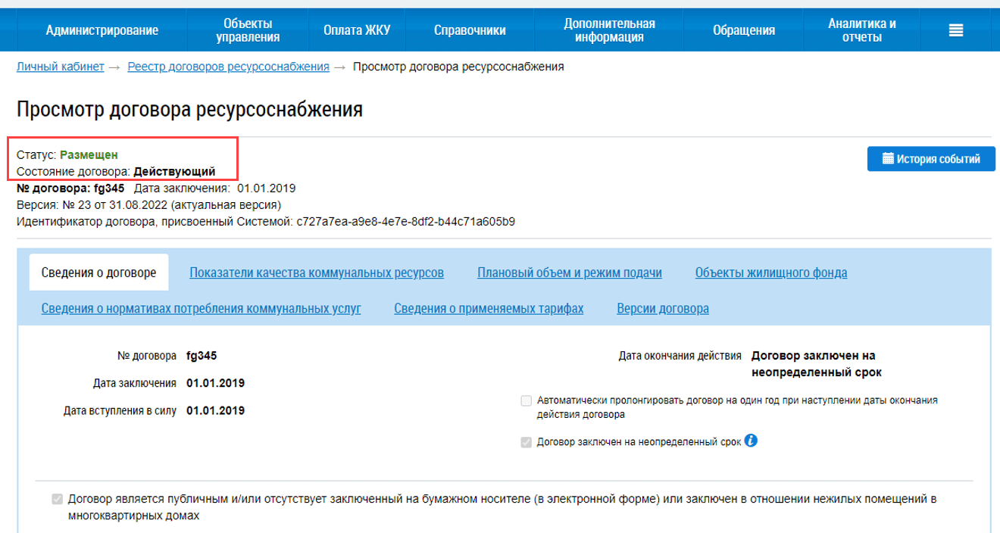 Администрирование
Объекты управления
Оплата ЖКУ
Справочники
Дополнительная информация
Обращения
Аналитика и отчеты
Личный кабинет → Реестр договоров ресурсоснабжения → Просмотр договора ресурсоснабжения
Просмотр договора ресурсоснабжения
Статус: Размещен
История событий
Состояние договора: Действующий
№ договора: fg345 Дата заключения: 01.01.2019
Версия: № 23 от 31.08.2022 (актуальная версия)
Идентификатор договора, присвоенный Системой: c727a7ea-a9e8-4e7e-8df2-b44c71a605b9
Сведения о договоре Показатели качества коммунальных ресурсов Плановый объем и режим подачи Объекты жилищного фонда
Сведения о нормативах потребления коммунальных услуг Сведения о применяемых тарифах Версии договора
№ договора fg345
Дата заключения 01.01.2019
Дата вступления в силу 01.01.2019
Дата окончания действия Договор заключен на
неопределенный срок
Автоматически пролонгировать договор на один год при наступлении даты окончания
действия договора
Договор заключен на неопределенный срок
Договор является публичным и/или отсутствует заключенный на бумажном носителе (в электронной форме) или заключен в отношении нежилых помещений в
многоквартирных домах